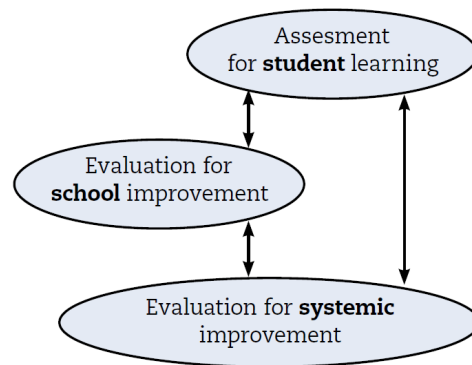 Assesment
for student learning
Evaluation for
school improvement
Evaluation for systemic
improvement